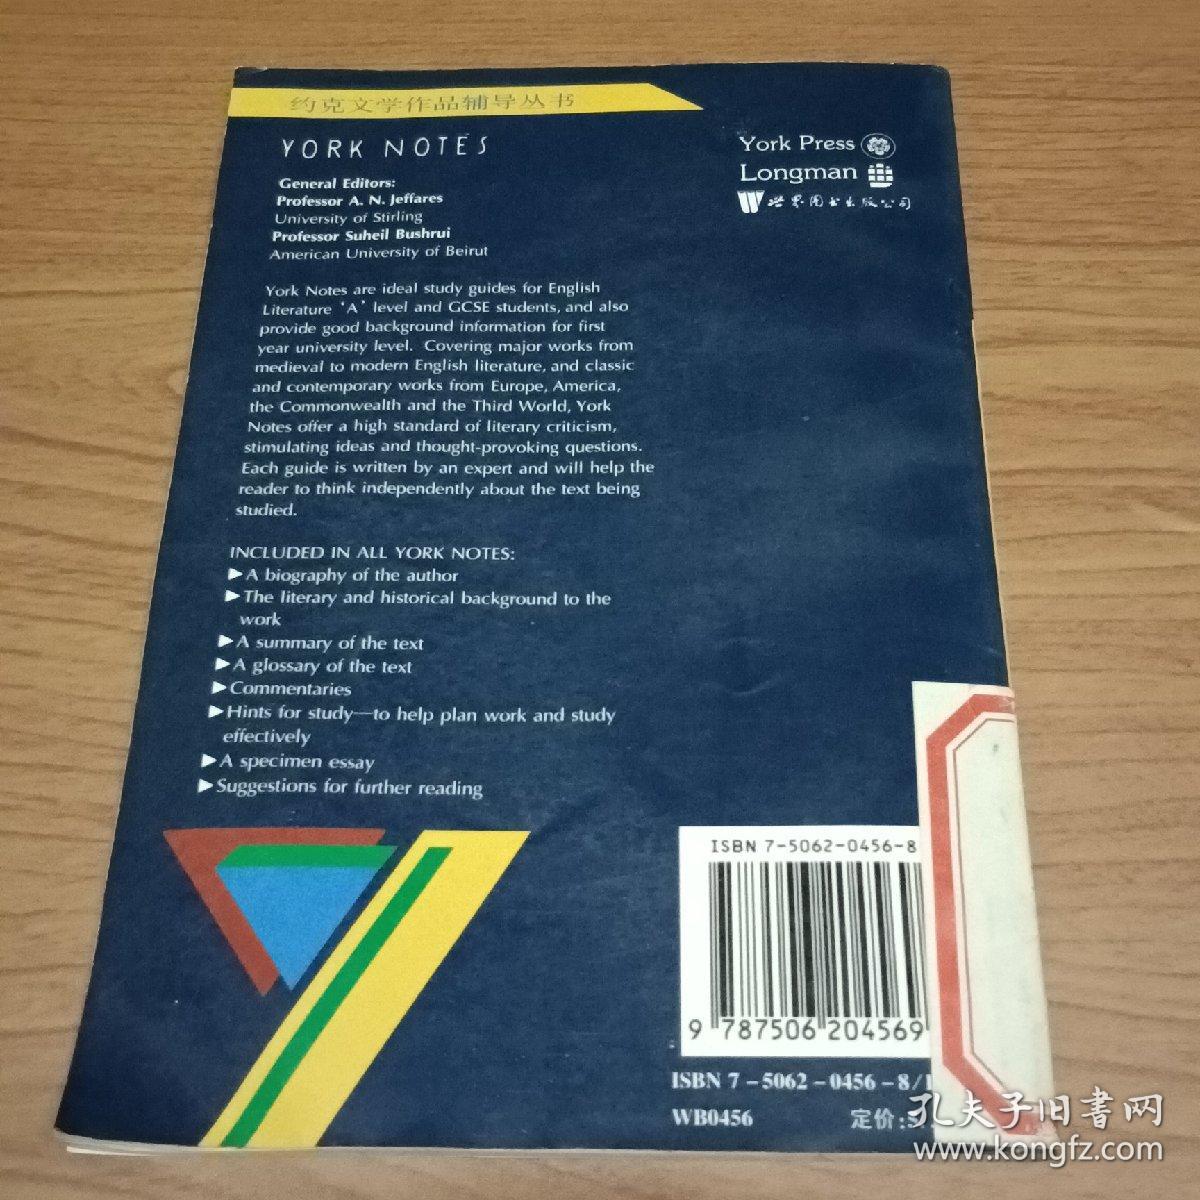 约克文学作品辅导丛书
YORK NOTES
General Editors:
Professor A. N. Jeffares
University of Stirling
Professor Suheil Bushrui
American University of Beirut
York Press
Longman
世界图书出版公司
York Notes are ideal study guides for English
Literature 'A' level and GCSE students, and also
provide good background information for first
year university level. Covering major works from
medieval to modern English literature, and classic
and contemporary works from Europe, America,
the Commonwealth and the Third World, York
Notes offer a high standard of literary criticism,
stimulating ideas and thought-provoking questions.
Each guide is written by an expert and will help the
reader to think independently about the text being
studied.
INCLUDED IN ALL YORK NOTES:
▶A biography of the author
▶The literary and historical background to the
work
▶A summary of the text
▶A glossary of the text
▶Commentaries
▶Hints for study—to help plan work and study
effectively
▶A specimen essay
▶Suggestions for further reading
ISBN 7-5062-0456-8
9 787506 204569
ISBN 7-5062-0456-8/
WB0456
定价:
孔夫子旧書网
www.kongfz.com